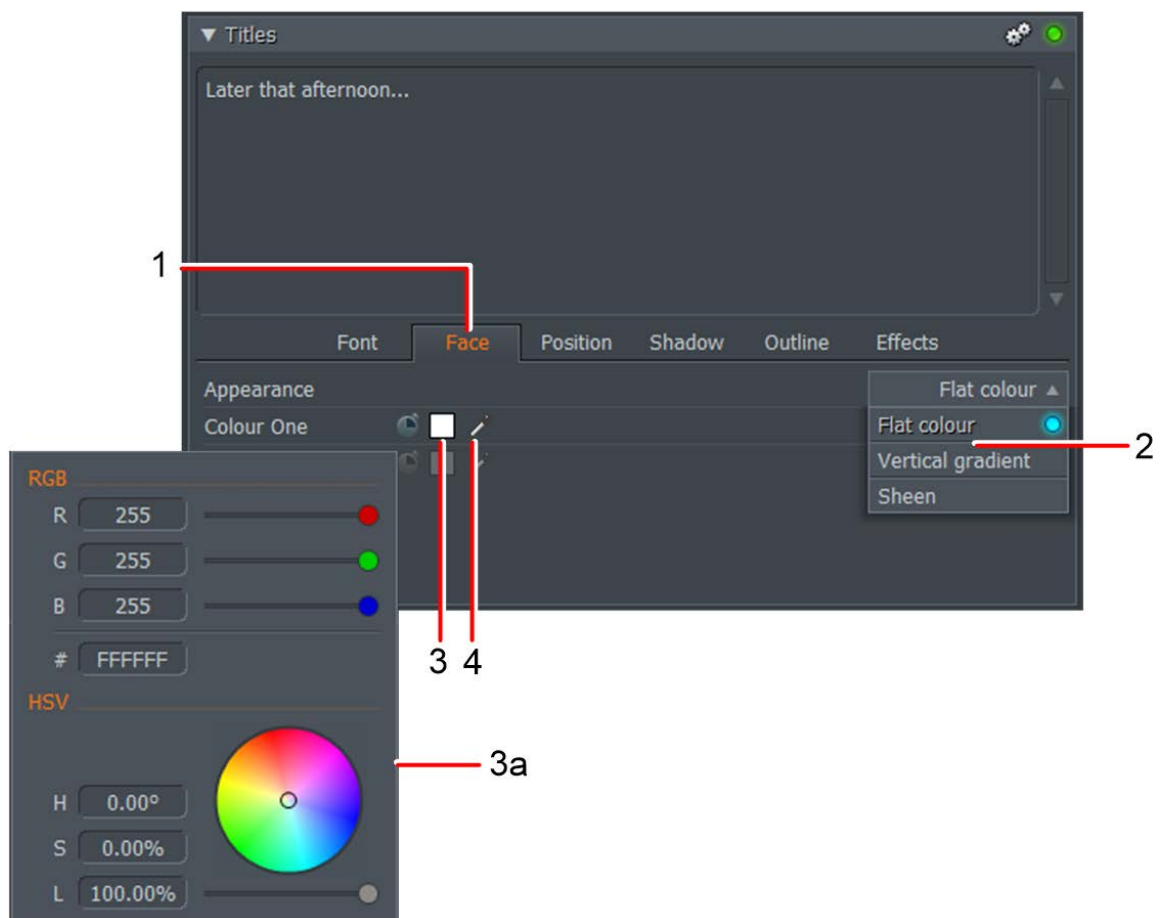 Titles
Later that afternoon...
1
Font Face Position Shadow Outline Effects
Appearance Flat colour
Colour One Flat colour
2
Vertical gradient
Sheen
3 4
RGB
R 255
G 255
B 255
# FFFFFF
HSV
3a
H 0.00°
S 0.00%
L 100.00%